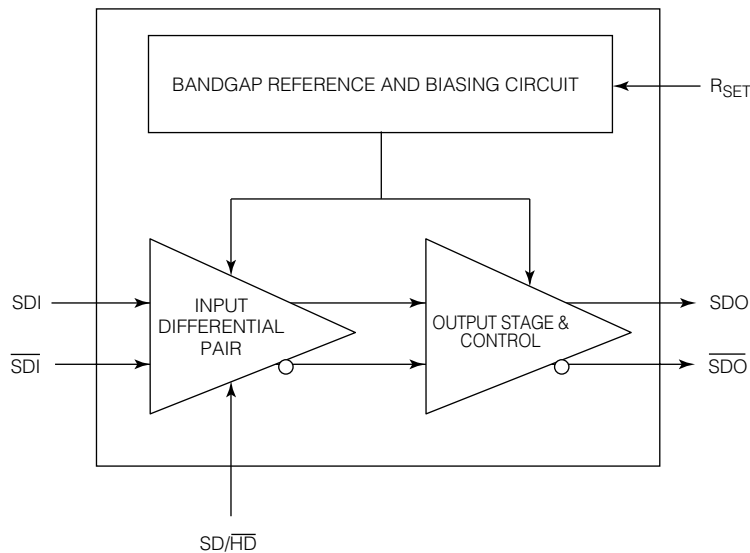 BANDGAP REFERENCE AND BIASING CIRCUIT
RSET
SDI
SDI
INPUT
DIFFERENTIAL
PAIR
OUTPUT STAGE &
CONTROL
SDO
SDO
SD/HD